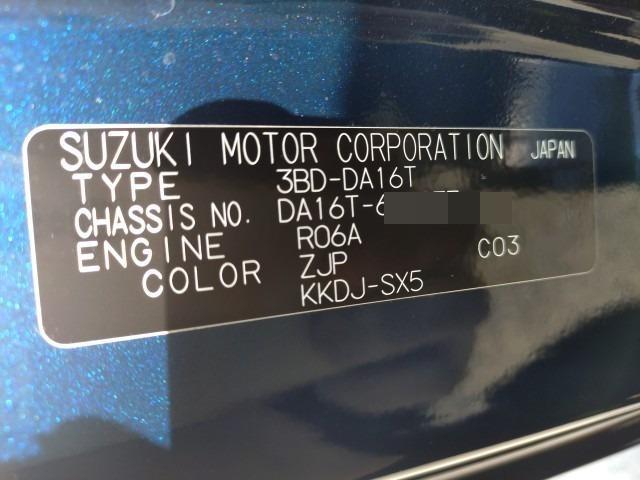 SUZUKI MOTOR CORPORATION JAPAN
TYPE 3BD-DA16T
CHASSIS NO. DA16T-6
ENGINE R06A C03
COLOR ZJP
KKDJ-SX5